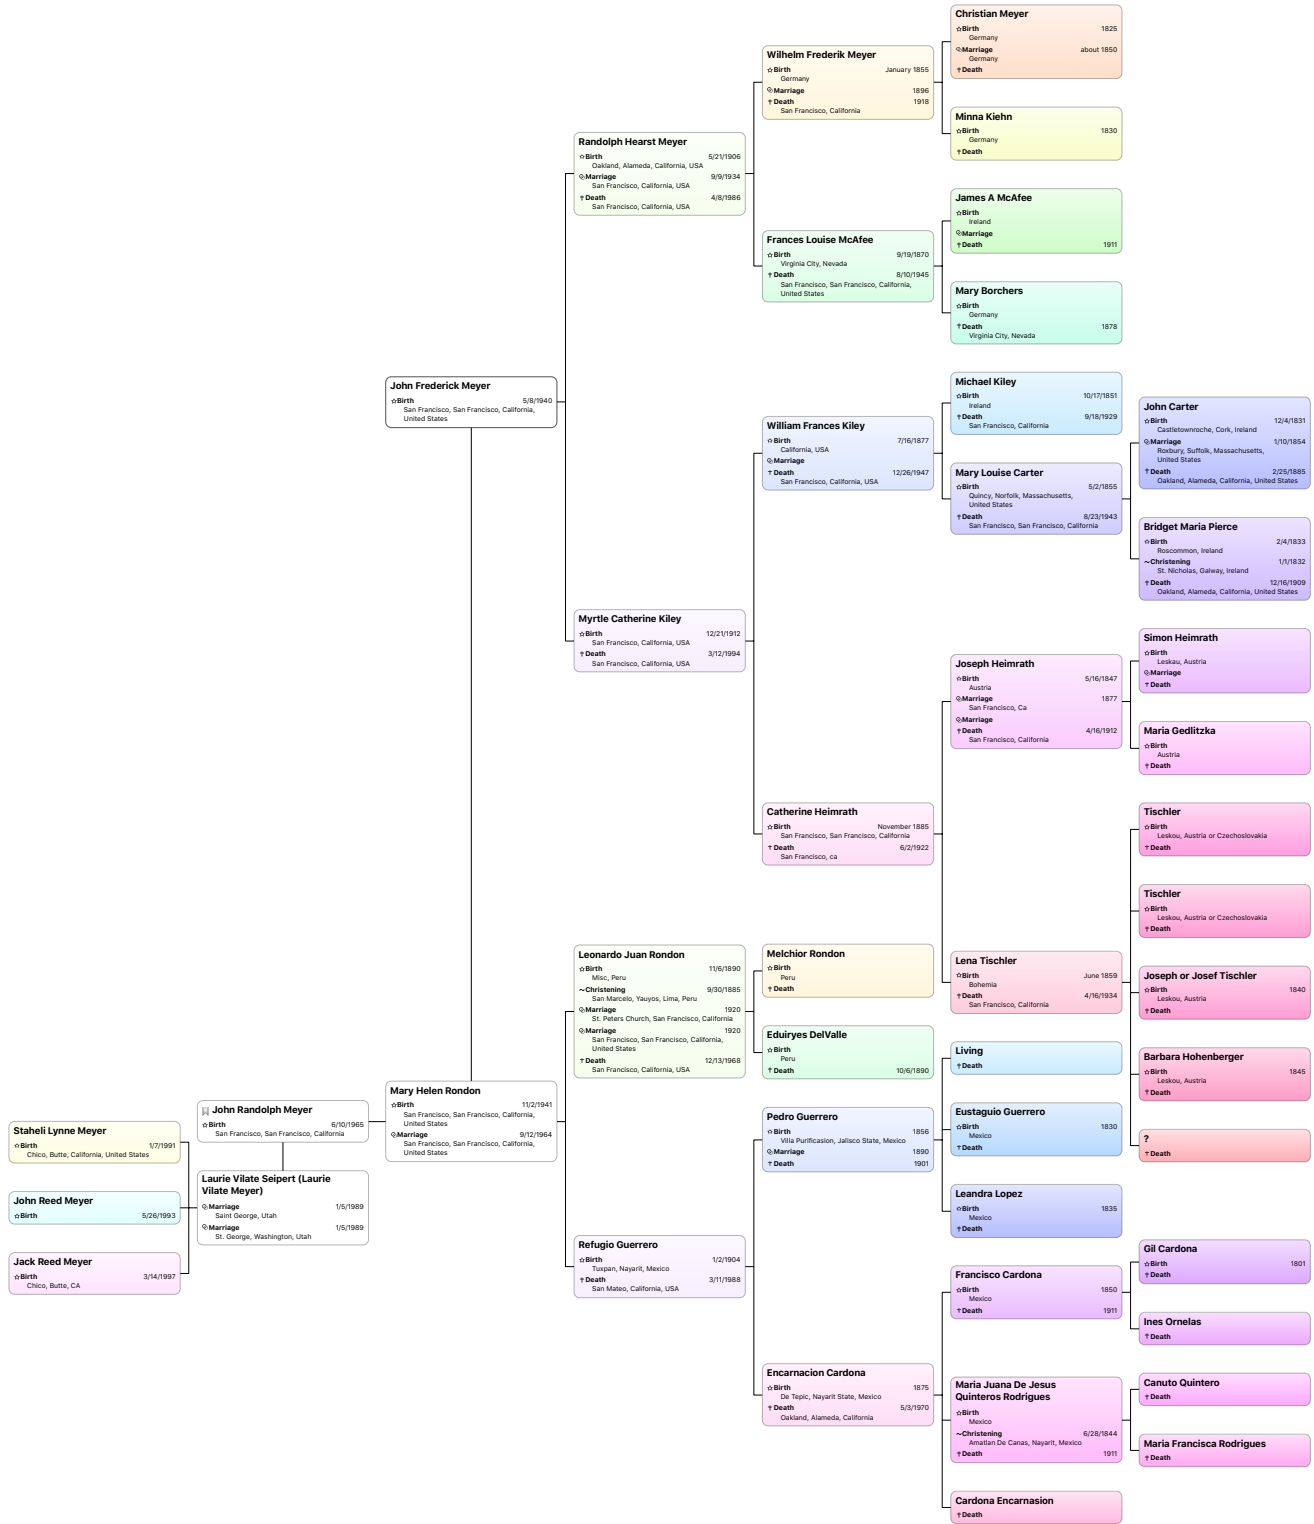 Christian Meyer
☆Birth 1825
Germany
Marriage about 1850
Germany
†Death
Wilhelm Frederik Meyer
☆Birth January 1855
Germany
Marriage 1896
†Death 1918
San Francisco, California
Minna Kiehn
☆Birth 1830
Germany
†Death
Randolph Hearst Meyer
☆Birth 5/21/1906
Oakland, Alameda, California, USA
Marriage 9/9/1934
San Francisco, California, USA
†Death 4/8/1986
San Francisco, California, USA
James A McAfee
☆Birth
Ireland
Marriage
†Death 1911
Frances Louise McAfee
☆Birth 9/19/1870
Virginia City, Nevada
†Death 8/10/1945
San Francisco, San Francisco, California,
United States
Mary Borchers
☆Birth
Germany
†Death 1878
Virginia City, Nevada
John Frederick Meyer
☆Birth 5/8/1940
San Francisco, San Francisco, California,
United States
Michael Kiley
☆Birth 10/17/1851
Ireland
†Death 9/18/1929
San Francisco, California
John Carter
☆Birth 12/4/1831
Castletownroche, Cork, Ireland
Marriage 1/10/1854
Roxbury, Suffolk, Massachusetts,
United States
†Death 2/25/1885
Oakland, Alameda, California, United States
William Frances Kiley
☆Birth 7/16/1877
California, USA
Marriage
†Death 12/26/1947
San Francisco, California, USA
Mary Louise Carter
☆Birth 5/2/1855
Quincy, Norfolk, Massachusetts,
United States
†Death 8/23/1943
San Francisco, San Francisco, California
Bridget Maria Pierce
☆Birth 2/4/1833
Roscommon, Ireland
~Christening 1/1/1832
St. Nicholas, Galway, Ireland
†Death 12/16/1909
Oakland, Alameda, California, United States
Myrtle Catherine Kiley
☆Birth 12/21/1912
San Francisco, California, USA
†Death 3/12/1994
San Francisco, California, USA
Simon Heimrath
☆Birth
Leskau, Austria
Marriage
†Death
Joseph Heimrath
☆Birth 5/16/1847
Austria
Marriage 1877
San Francisco, Ca
Marriage
†Death 4/16/1912
San Francisco, California
Maria Gedlitzka
☆Birth
Austria
†Death
Catherine Heimrath
☆Birth November 1885
San Francisco, San Francisco, California
†Death 6/2/1922
San Francisco, ca
Tischler
☆Birth
Leskou, Austria or Czechoslovakia
†Death
Tischler
☆Birth
Leskou, Austria or Czechoslovakia
†Death
Lena Tischler
☆Birth June 1859
Bohemia
†Death 4/16/1934
San Francisco, California
Joseph or Josef Tischler
☆Birth 1840
Leskou, Austria
†Death
Barbara Hohenberger
☆Birth 1845
Leskou, Austria
†Death
?
†Death
Leonardo Juan Rondon
☆Birth 11/6/1890
Misc, Peru
~Christening 9/30/1885
San Marcelo, Yauyos, Lima, Peru
Marriage 1920
St. Peters Church, San Francisco, California
Marriage 1920
San Francisco, San Francisco, California,
United States
†Death 12/13/1968
San Francisco, California, USA
Melchior Rondon
☆Birth
Peru
†Death
Eduiryes DelValle
☆Birth
Peru
†Death 10/6/1890
Living
†Death
Mary Helen Rondon
☆Birth 11/2/1941
San Francisco, San Francisco, California,
United States
Marriage 9/12/1964
San Francisco, San Francisco, California,
United States
Pedro Guerrero
☆Birth 1856
Villa Purificasion, Jalisco State, Mexico
Marriage 1890
†Death 1901
Eustaguio Guerrero
☆Birth 1830
Mexico
†Death
Leandra Lopez
☆Birth 1835
Mexico
†Death
John Randolph Meyer
☆Birth 6/10/1965
San Francisco, San Francisco, California
Staheli Lynne Meyer
☆Birth 1/7/1991
Chico, Butte, California, United States
Laurie Vilate Seipert (Laurie
Vilate Meyer)
Marriage 1/5/1989
Saint George, Utah
Marriage 1/5/1989
St. George, Washington, Utah
John Reed Meyer
☆Birth 5/26/1993
Jack Reed Meyer
☆Birth 3/14/1997
Chico, Butte, CA
Refugio Guerrero
☆Birth 1/2/1904
Tuxpan, Nayarit, Mexico
†Death 3/11/1988
San Mateo, California, USA
Francisco Cardona
☆Birth 1850
Mexico
†Death 1911
Gil Cardona
☆Birth 1801
†Death
Ines Ornelas
†Death
Encarnacion Cardona
☆Birth 1875
De Tepic, Nayarit State, Mexico
†Death 5/3/1970
Oakland, Alameda, California
Maria Juana De Jesus
Quinteros Rodrigues
☆Birth
Mexico
~Christening 6/28/1844
Amatlan De Canas, Nayarit, Mexico
†Death 1911
Canuto Quintero
†Death
Maria Francisca Rodrigues
†Death
Cardona Encarnasion
†Death